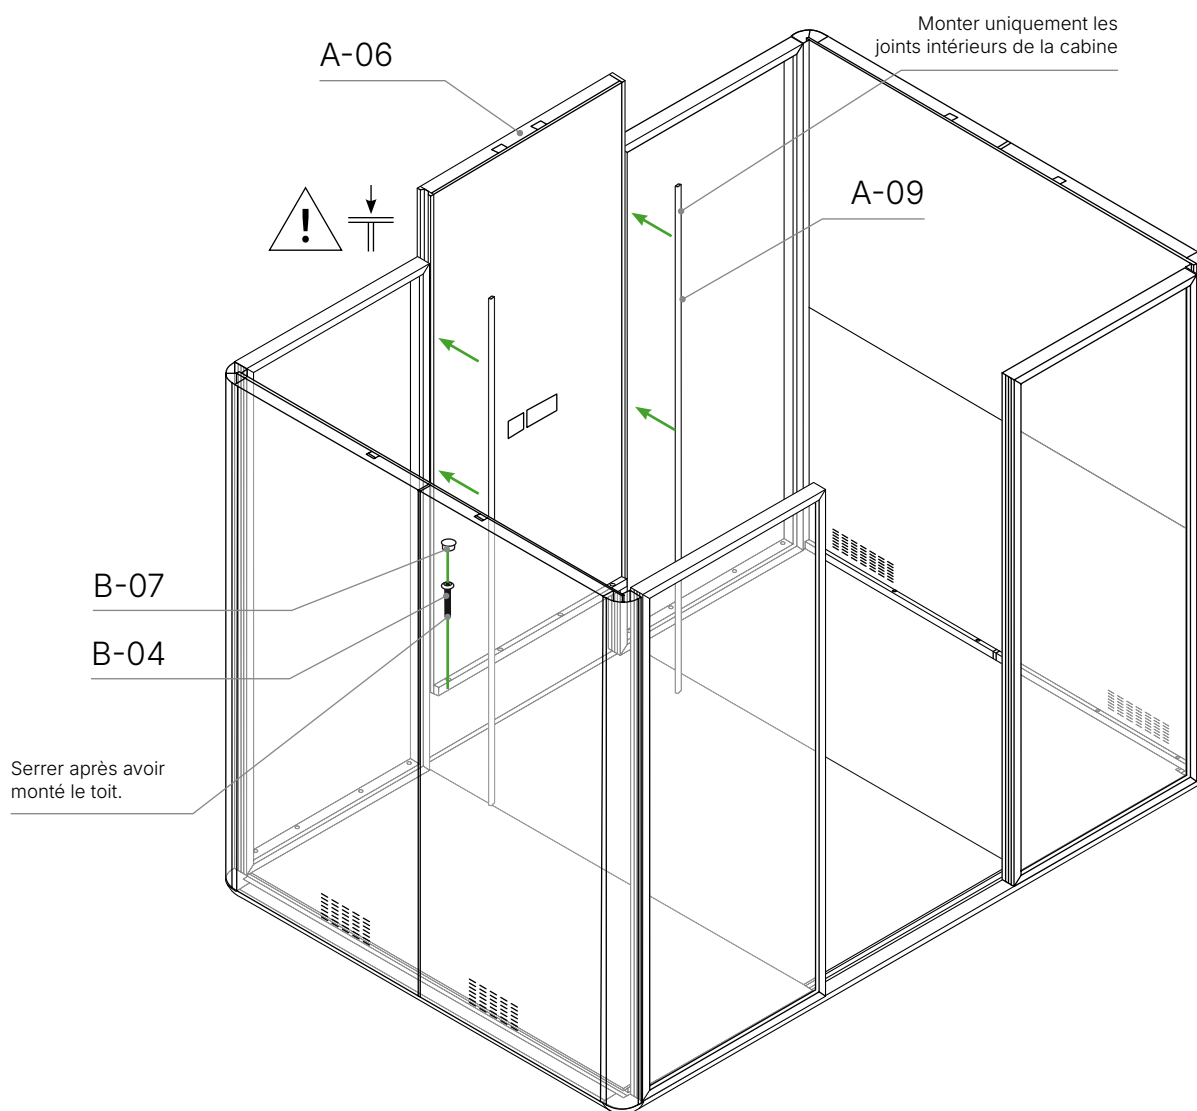 Monter uniquement les
joints intérieurs de la cabine
A-06
A-09
B-07
B-04
Serrer après avoir
monté le toit.